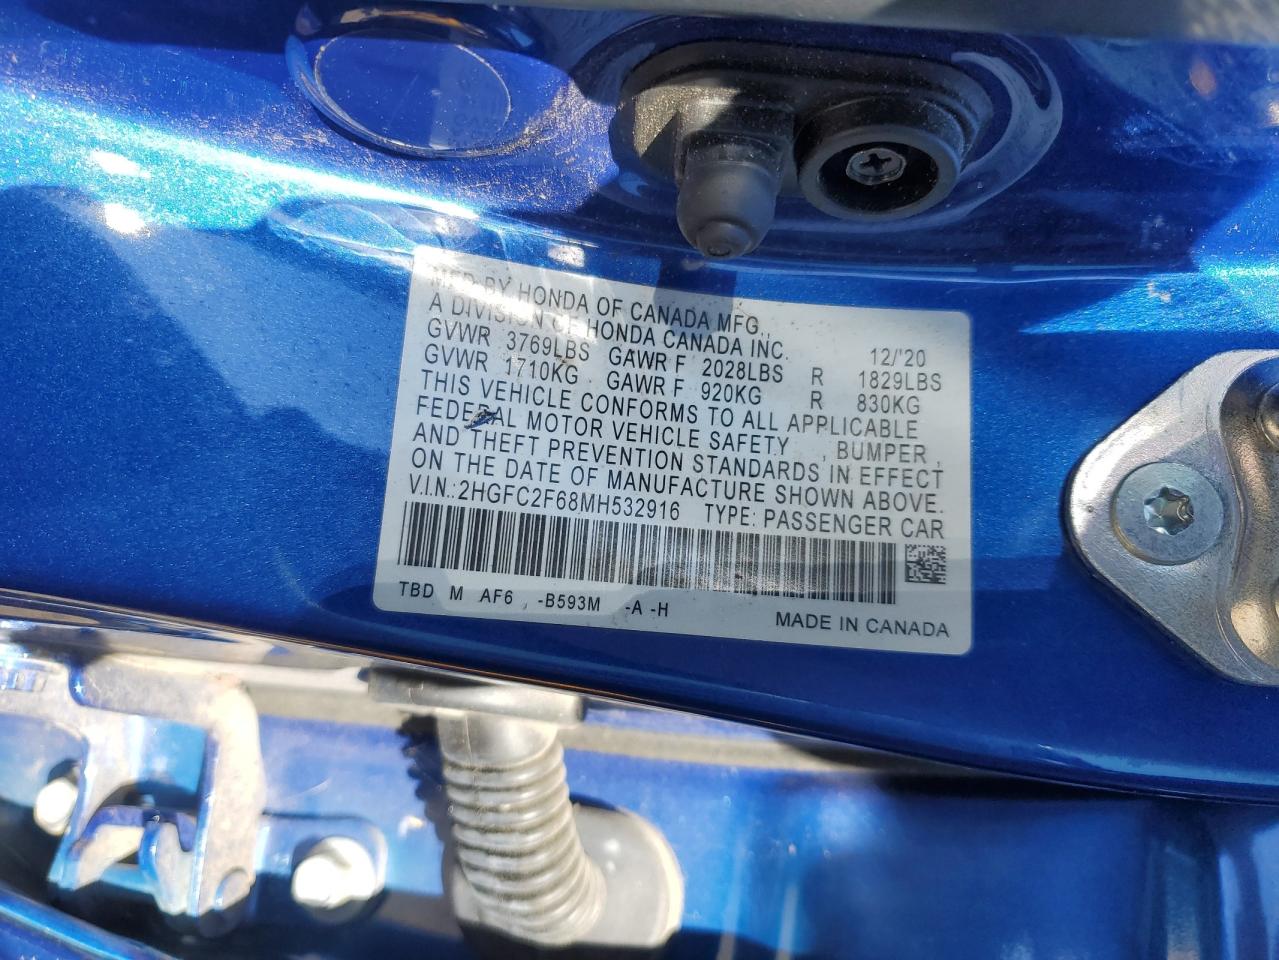 MFD BY HONDA OF CANADA MFG.,
A DIVISION OF HONDA CANADA INC. 12/'20
GVWR 3769LBS GAWR F 2028LBS R 1829LBS
GVWR 1710KG GAWR F 920KG R 830KG
THIS VEHICLE CONFORMS TO ALL APPLICABLE
FEDERAL MOTOR VEHICLE SAFETY , BUMPER ,
AND THEFT PREVENTION STANDARDS IN EFFECT
ON THE DATE OF MANUFACTURE SHOWN ABOVE.
V.I.N.:2HGFC2F68MH532916 TYPE: PASSENGER CAR
TBD M AF6 , -B593M -A -H
MADE IN CANADA